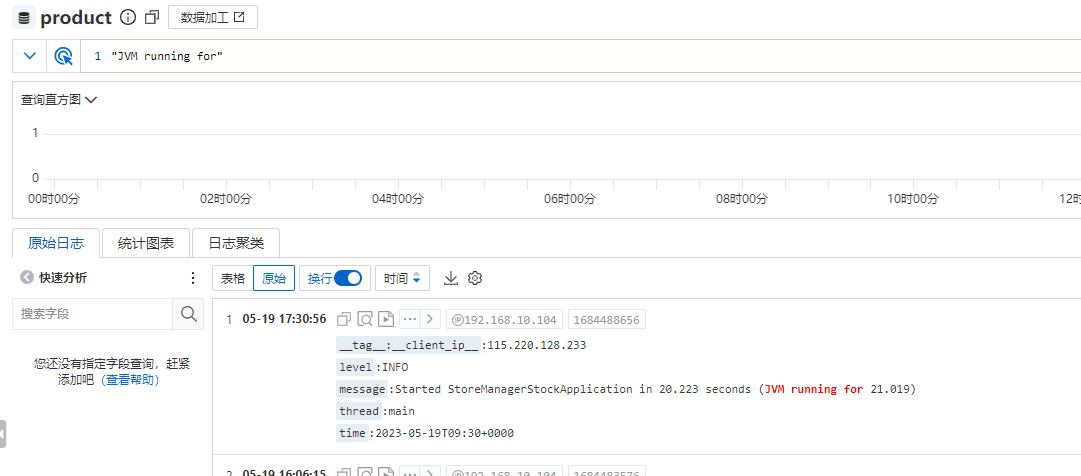 product 数据加工
1 "JVM running for"
查询直方图
1
0
00时00分 02时00分 04时00分 06时00分 08时00分 10时00分 12时
原始日志 统计图表 日志聚类
快速分析
表格 原始 换行 时间
搜索字段
您还没有指定字段查询，赶紧
添加吧（查看帮助）
1 05-19 17:30:56 192.168.10.104 1684488656
__tag__:__client_ip__:115.220.128.233
level:INFO
message:Started StoreManagerStockApplication in 20.223 seconds (JVM running for 21.019)
thread:main
time:2023-05-19T09:30+0000
2 05-19 16:06:15 192.168.10.104 1684483576